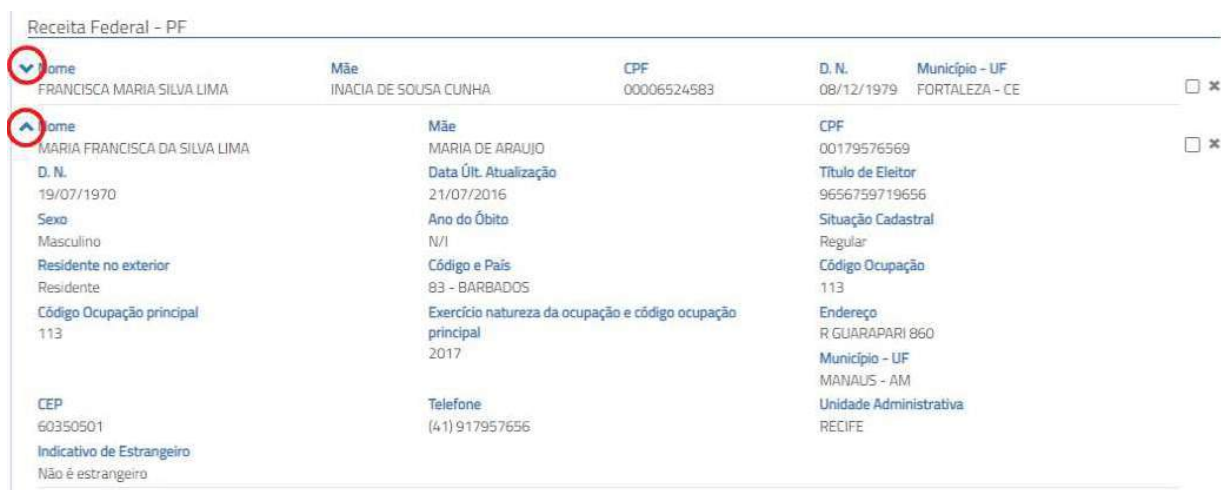 Receita Federal - PF
Nome Mãe CPF D. N. Município - UF
FRANCISCA MARIA SILVA LIMA INACIA DE SOUSA CUNHA 00006524583 08/12/1979 FORTALEZA - CE
Nome Mãe CPF
MARIA FRANCISCA DA SILVA LIMA MARIA DE ARAUJO 00179576569
D. N. Data Últ. Atualização Título de Eleitor
19/07/1970 21/07/2016 9656759719656
Sexo Ano do Óbito Situação Cadastral
Masculino N/I Regular
Residente no exterior Código e País Código Ocupação
Residente 83 - BARBADOS 113
Código Ocupação principal Exercício natureza da ocupação e código ocupação Endereço
113 principal R GUARAPARI 860
2017 Município - UF
MANAUS - AM
CEP Telefone Unidade Administrativa
60350501 (41) 917957656 RECIFE
Indicativo de Estrangeiro
Não é estrangeiro